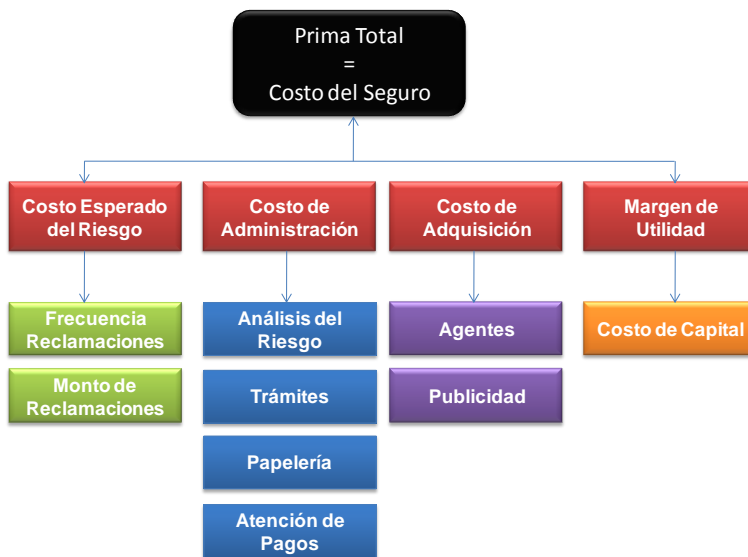 Prima Total
=
Costo del Seguro
Costo Esperado
del Riesgo
Costo de
Administración
Costo de
Adquisición
Margen de
Utilidad
Frecuencia
Reclamaciones
Monto de
Reclamaciones
Análisis del
Riesgo
Trámites
Papelería
Atención de
Pagos
Agentes
Publicidad
Costo de Capital